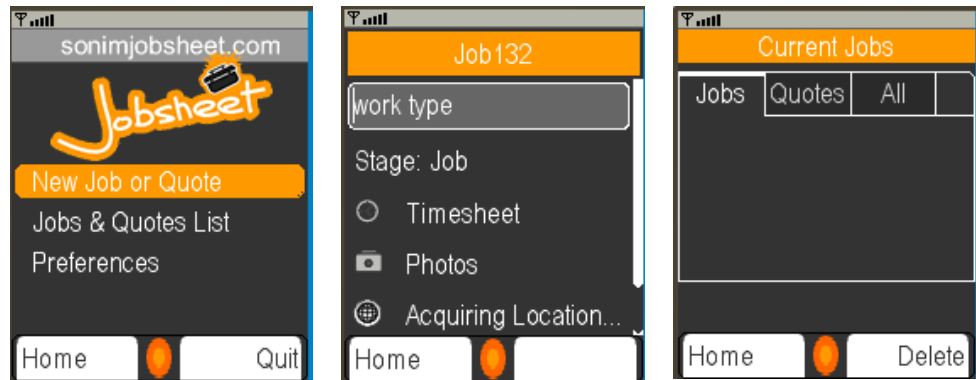 sonimjobsheet.com
Jobsheet
New Job or Quote
Jobs & Quotes List
Preferences
Home
Quit
Job132
work type
Stage: Job
Timesheet
Photos
Acquiring Location...
Home
Current Jobs
Jobs
Quotes
All
Home
Delete